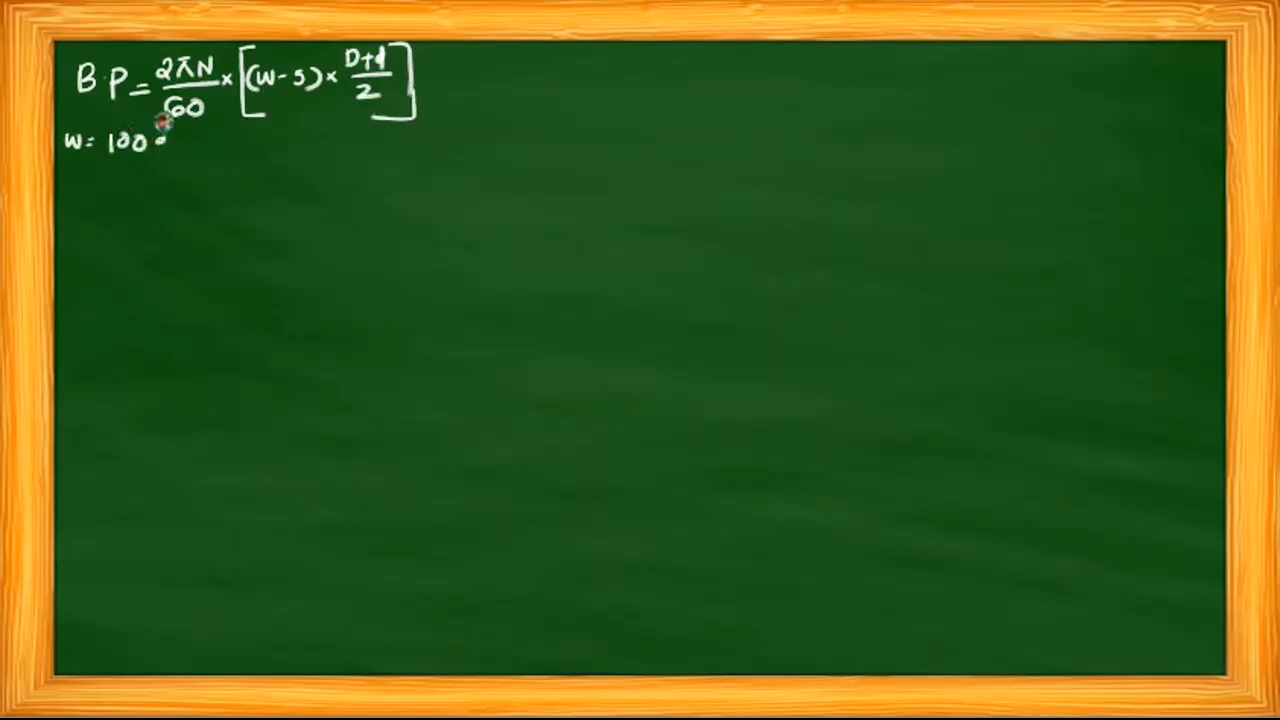 B.P = 2πN/60 × [(W-S) × D+d/2]
W= 100